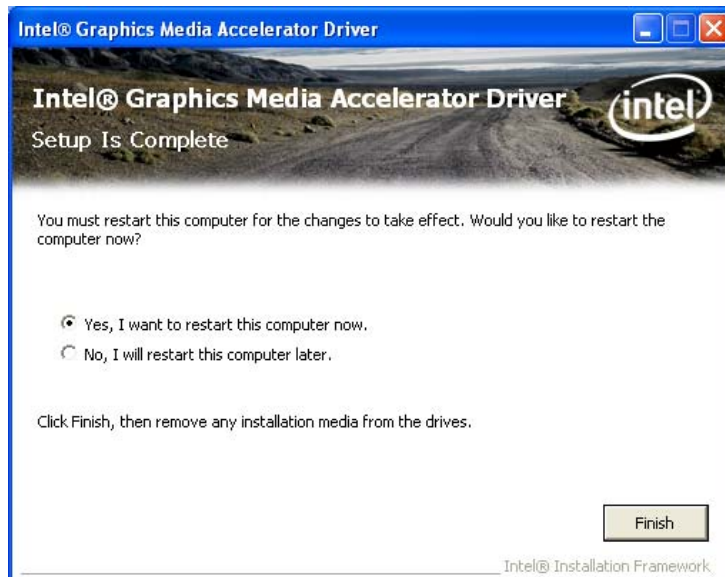 Intel® Graphics Media Accelerator Driver
Intel® Graphics Media Accelerator Driver
intel
Setup Is Complete
You must restart this computer for the changes to take effect. Would you like to restart the
computer now?
Yes, I want to restart this computer now.
No, I will restart this computer later.
Click Finish, then remove any installation media from the drives.
Finish
Intel® Installation Framework